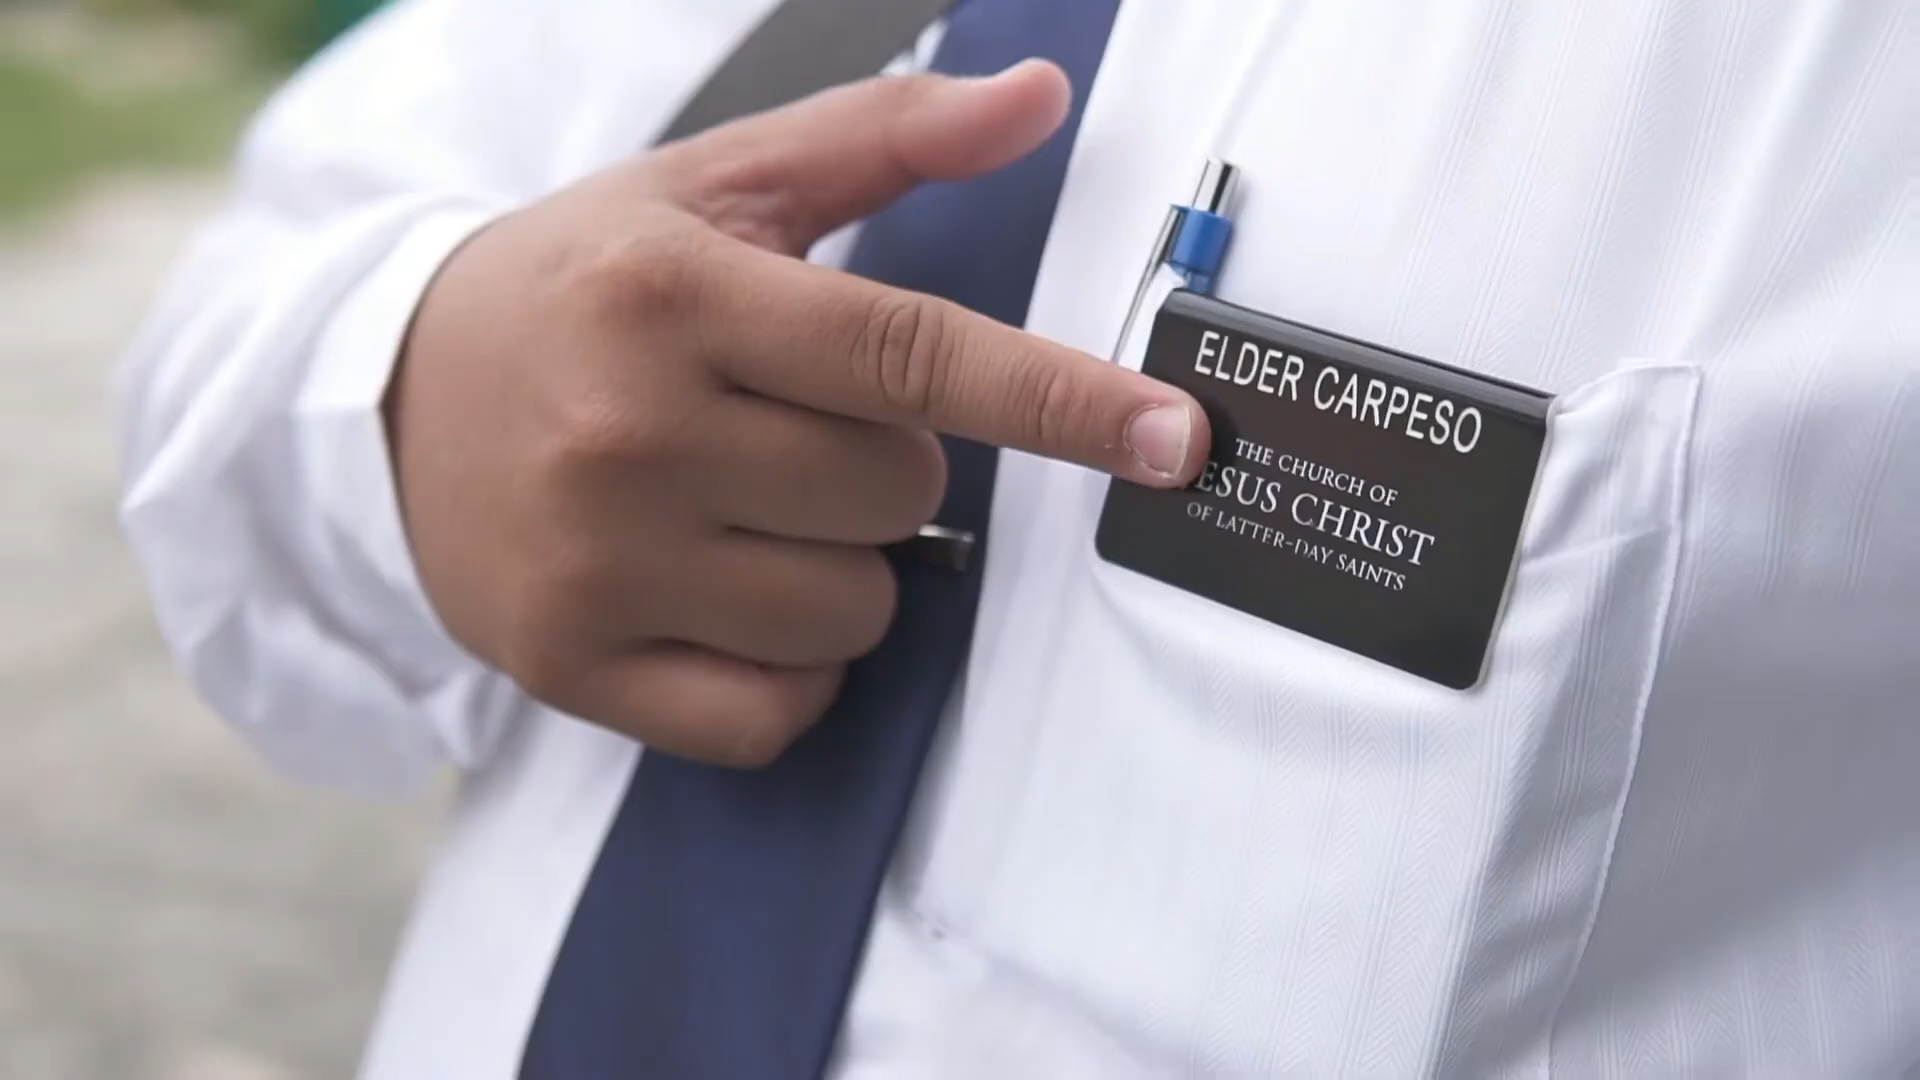 ELDER CARPESO
THE CHURCH OF
ESUS CHRIST
OF LATTER-DAY SAINTS